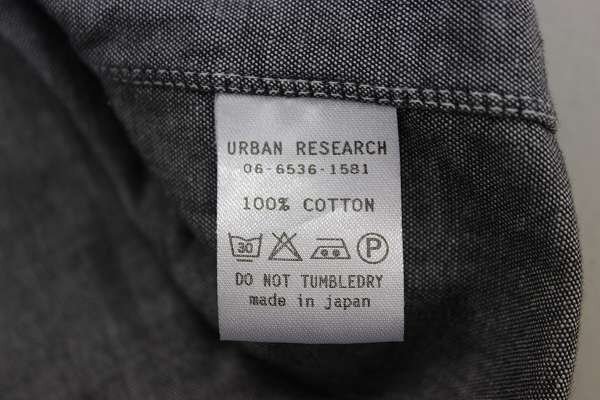 URBAN RESEARCH
06-6536-1581
100% COTTON
30 P
DO NOT TUMBLEDRY
made in japan